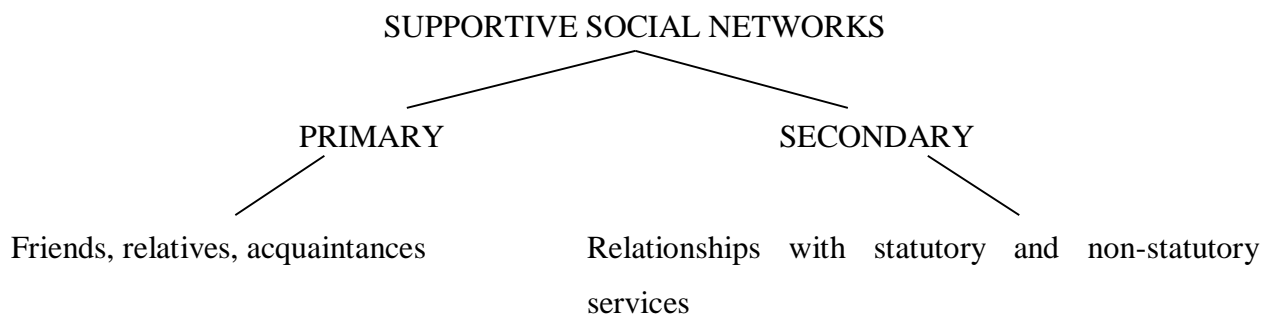 SUPPORTIVE SOCIAL NETWORKS
PRIMARY
SECONDARY
Friends, relatives, acquaintances
Relationships with statutory and non-statutory
services